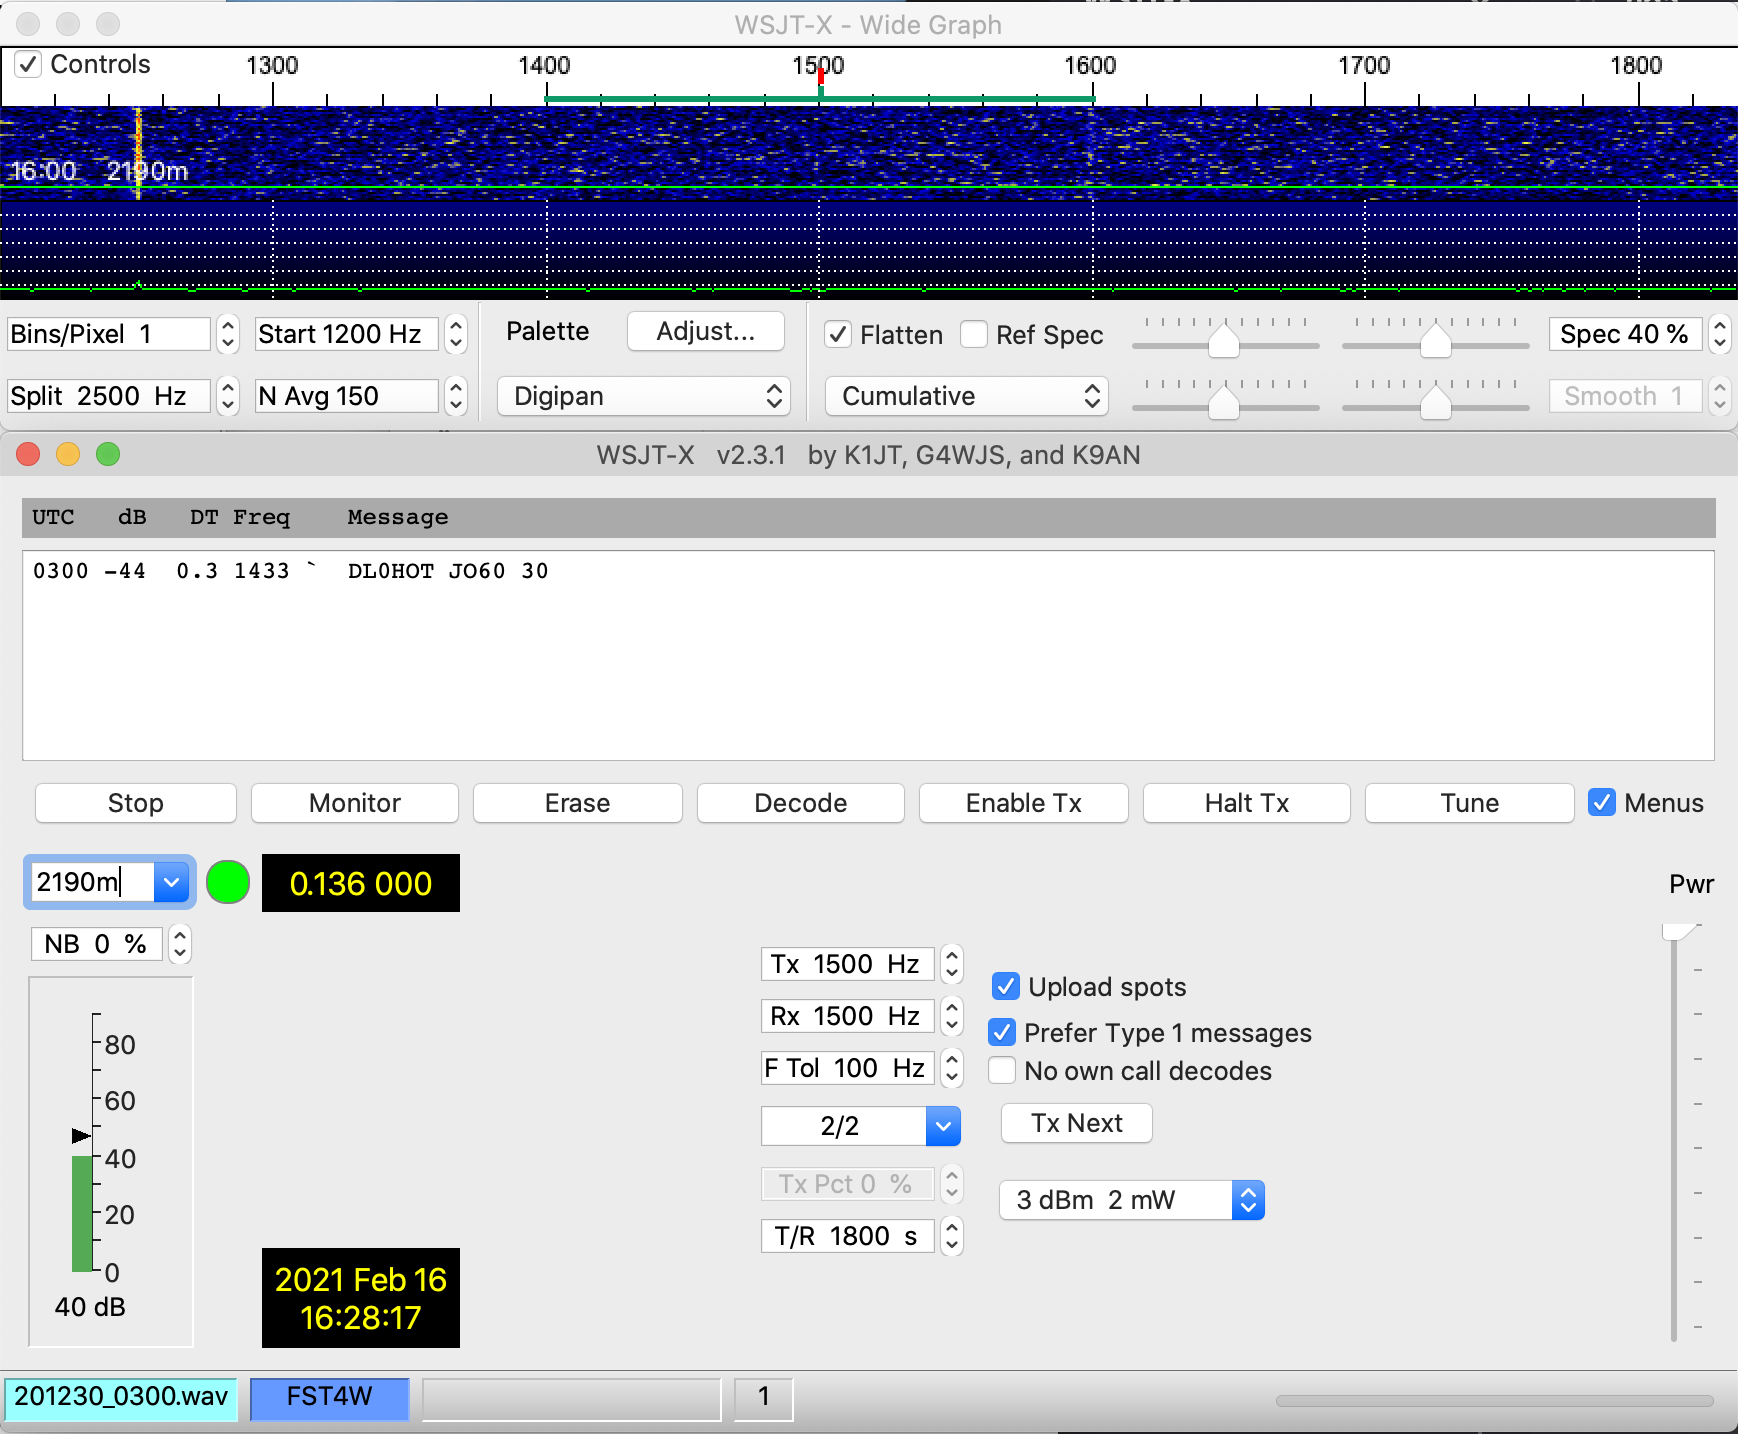 WSJT-X - Wide Graph
Controls 1300 1400 1500 1600 1700 1800
16:00 2190m
Bins/Pixel 1 Start 1200 Hz Palette Adjust... Flatten Ref Spec Spec 40 %
Split 2500 Hz N Avg 150 Digipan Cumulative Smooth 1
WSJT-X v2.3.1 by K1JT, G4WJS, and K9AN
UTC dB DT Freq Message
0300 -44 0.3 1433 ` DL0HOT JO60 30
Stop Monitor Erase Decode Enable Tx Halt Tx Tune Menus
2190m 0.136 000 Pwr
NB 0 %
Tx 1500 Hz
Upload spots
Rx 1500 Hz
Prefer Type 1 messages
80
F Tol 100 Hz No own call decodes
60
2/2 Tx Next
40
Tx Pct 0 %
3 dBm 2 mW
20
T/R 1800 s
0
2021 Feb 16
40 dB
16:28:17
201230_0300.wav FST4W 1